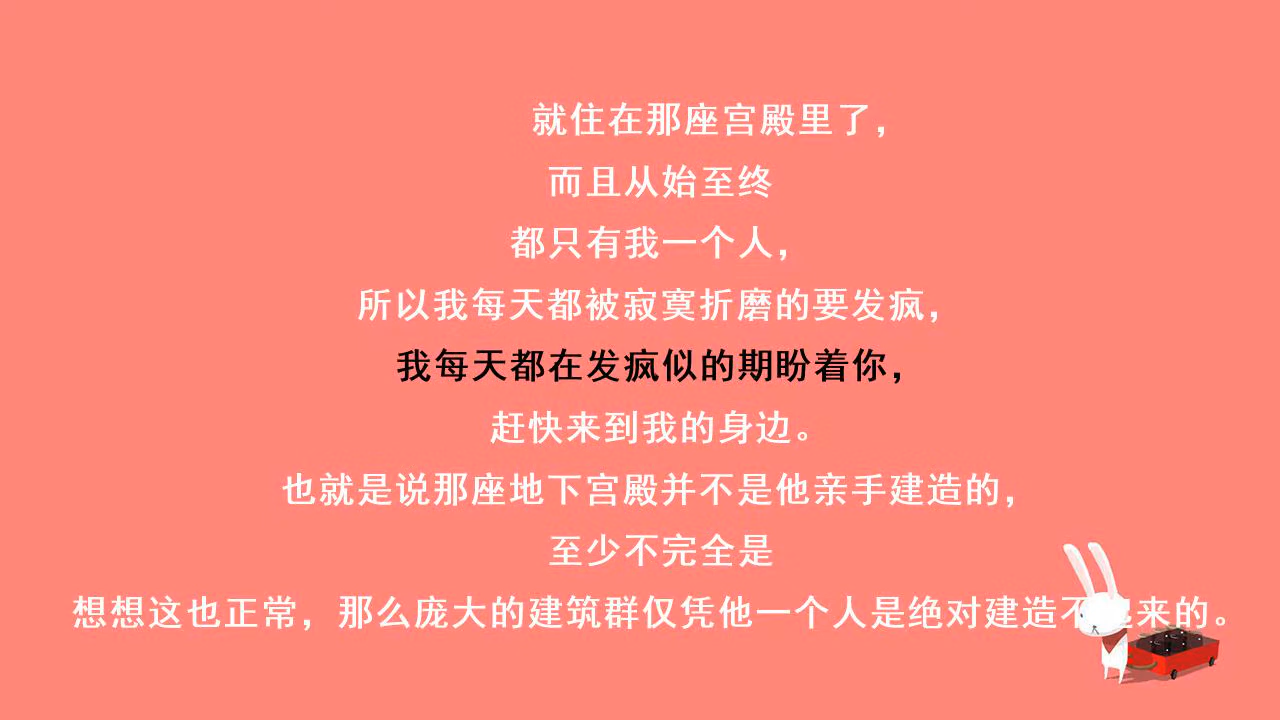 就住在那座宫殿里了，
而且从始至终
都只有我一个人，
所以我每天都被寂寞折磨的要发疯，
我每天都在发疯似的期盼着你，
赶快来到我的身边。
也就是说那座地下宫殿并不是他亲手建造的，
至少不完全是
想想这也正常，那么庞大的建筑群仅凭他一个人是绝对建造不起来的。